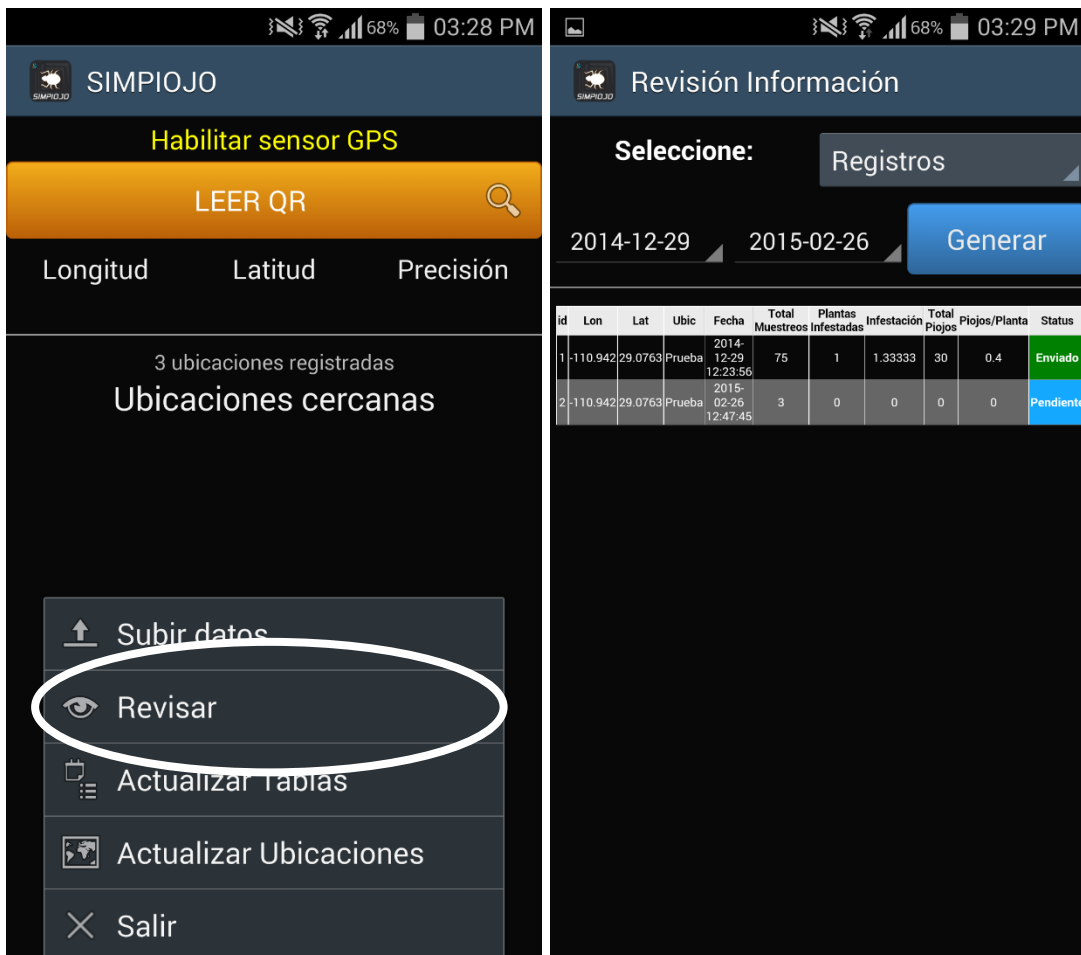 68% 03:28 PM
SIMPIOJO SIMPIOJO
Habilitar sensor GPS
LEER QR
Longitud Latitud Precisión
3 ubicaciones registradas
Ubicaciones cercanas
Subir datos
Revisar
Actualizar Tablas
Actualizar Ubicaciones
Salir
68% 03:29 PM
SIMPIOJO Revisión Información
Seleccione: Registros
2014-12-29 2015-02-26 Generar
id Lon Lat Ubic Fecha Total Muestreos Plantas Infestadas Infestación Total Piojos Piojos/Planta Status
1 -110.942 29.0763 Prueba 2014-12-29 12:23:56 75 1 1.33333 30 0.4 Enviado
2 -110.942 29.0763 Prueba 2015-02-26 12:47:45 3 0 0 0 0 Pendiente